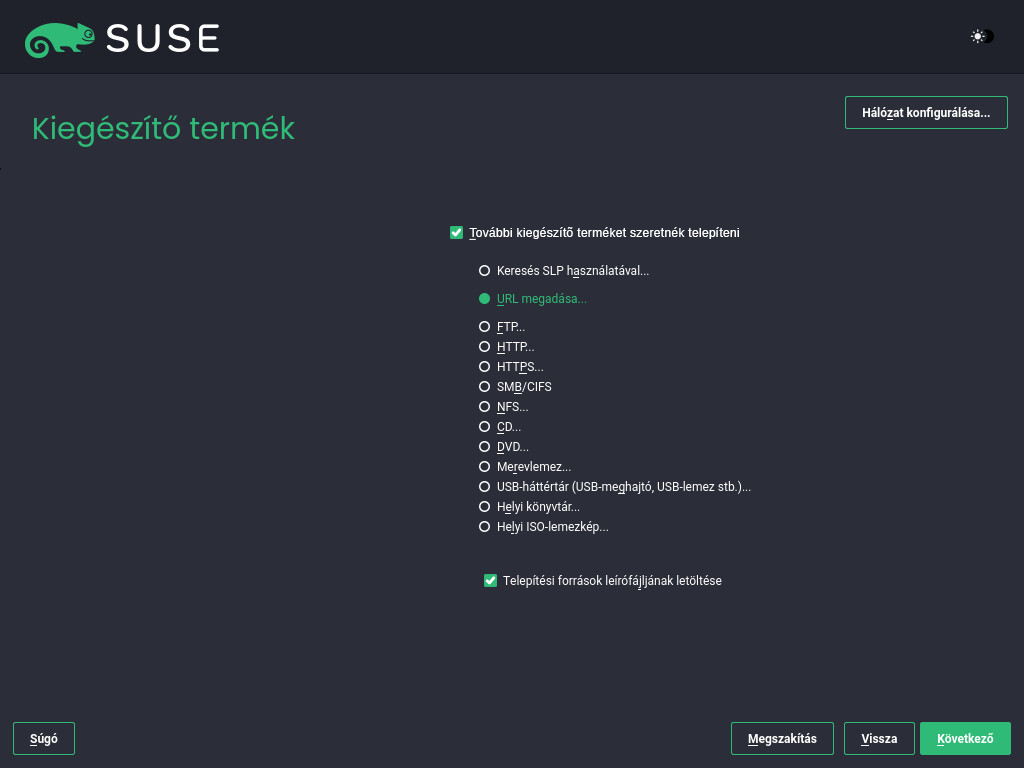 SUSE
Kiegészítő termék
Hálózat konfigurálása...
További kiegészítő terméket szeretnék telepíteni
Keresés SLP használatával...
URL megadása...
FTP...
HTTP...
HTTPS...
SMB/CIFS
NFS...
CD...
DVD...
Merevlemez...
USB-háttértár (USB-meghajtó, USB-lemez stb.)...
Helyi könyvtár...
Helyi ISO-lemezkép...
Telepítési források leírófájljának letöltése
Súgó
Megszakítás
Vissza
Következő